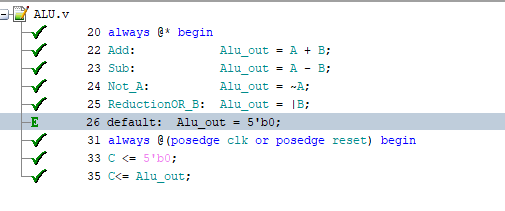 ALU.v
20 always @* begin
22 Add: Alu_out = A + B;
23 Sub: Alu_out = A - B;
24 Not_A: Alu_out = ~A;
25 ReductionOR_B: Alu_out = |B;
E 26 default: Alu_out = 5'b0;
31 always @(posedge clk or posedge reset) begin
33 C <= 5'b0;
35 C<= Alu_out;